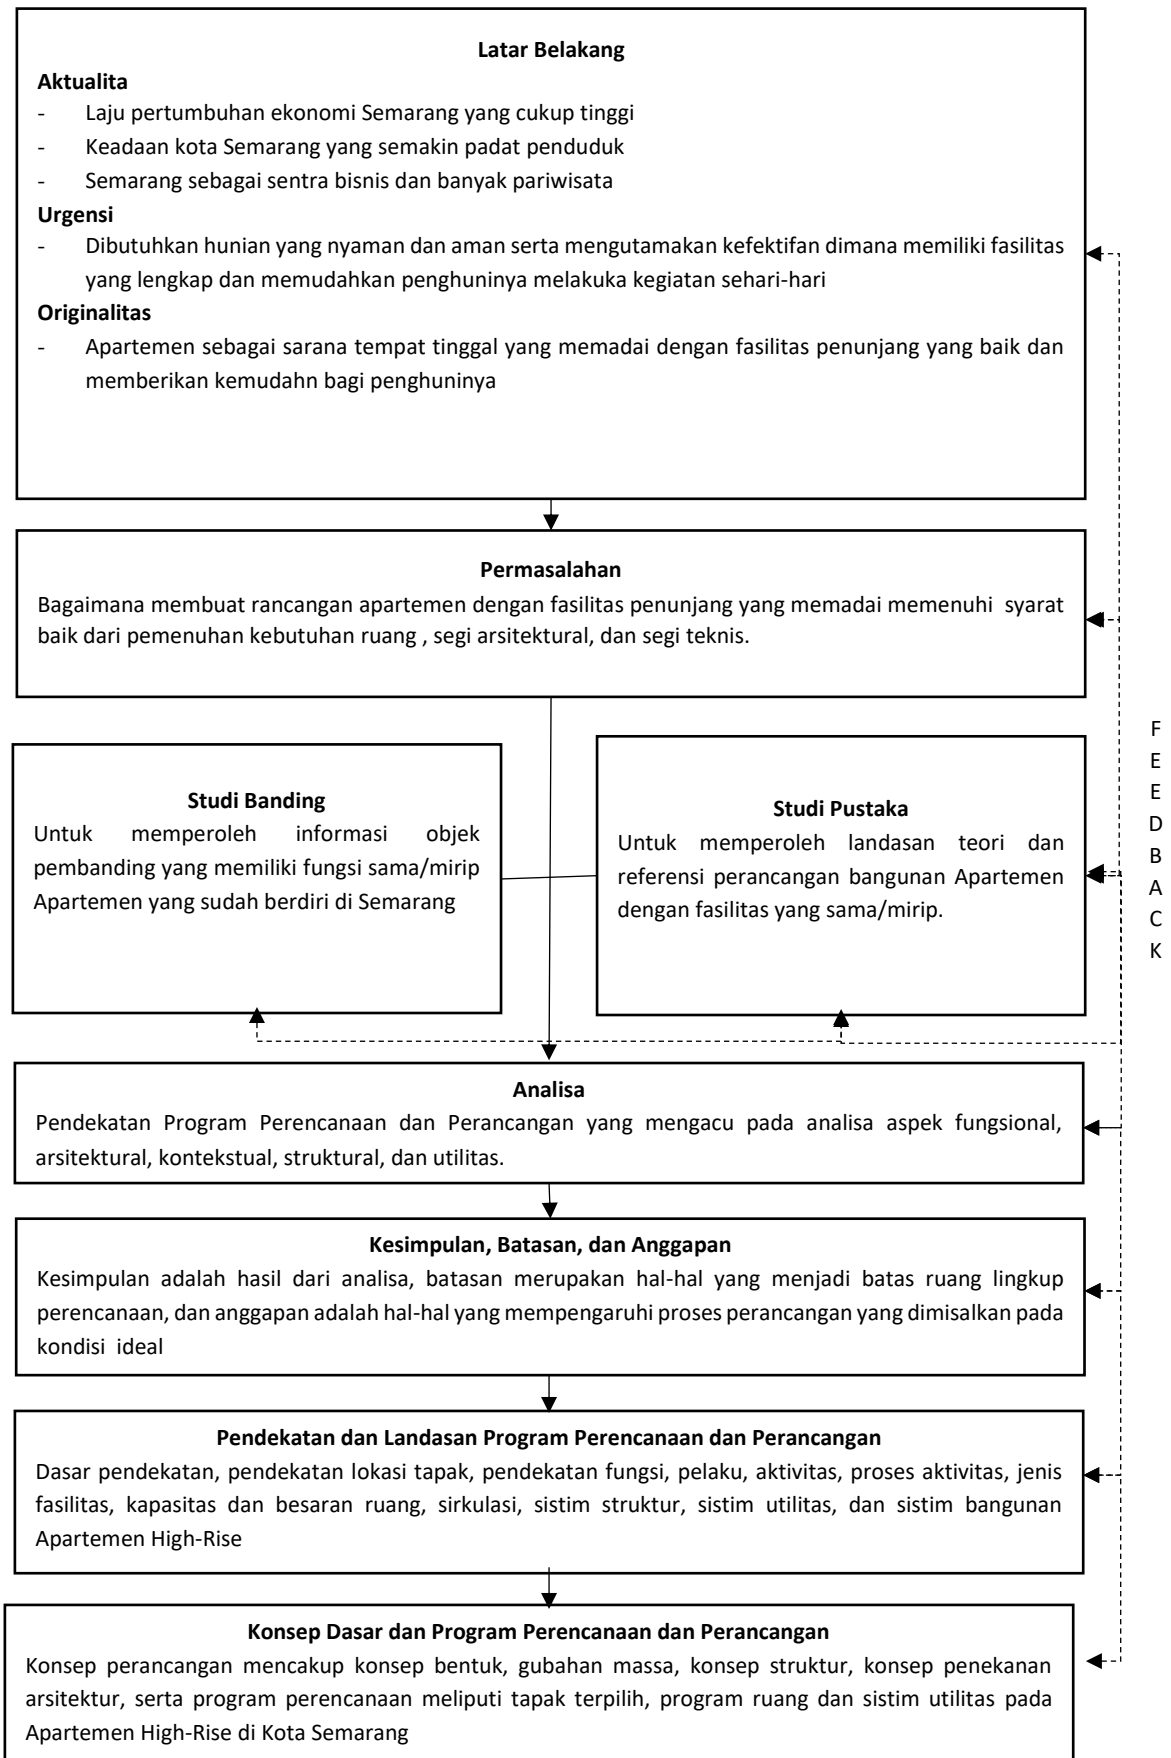 Latar Belakang
Aktualita
- Laju pertumbuhan ekonomi Semarang yang cukup tinggi
- Keadaan kota Semarang yang semakin padat penduduk
- Semarang sebagai sentra bisnis dan banyak pariwisata
Urgensi
- Dibutuhkan hunian yang nyaman dan aman serta mengutamakan kefektifan dimana memiliki fasilitas
yang lengkap dan memudahkan penghuninya melakuka kegiatan sehari-hari
Originalitas
- Apartemen sebagai sarana tempat tinggal yang memadai dengan fasilitas penunjang yang baik dan
memberikan kemudahn bagi penghuninya
Permasalahan
Bagaimana membuat rancangan apartemen dengan fasilitas penunjang yang memadai memenuhi syarat
baik dari pemenuhan kebutuhan ruang , segi arsitektural, dan segi teknis.
Studi Banding
Untuk memperoleh informasi objek
pembanding yang memiliki fungsi sama/mirip
Apartemen yang sudah berdiri di Semarang
Studi Pustaka
Untuk memperoleh landasan teori dan
referensi perancangan bangunan Apartemen
dengan fasilitas yang sama/mirip.
F
E
E
D
B
A
C
K
Analisa
Pendekatan Program Perencanaan dan Perancangan yang mengacu pada analisa aspek fungsional,
arsitektural, kontekstual, struktural, dan utilitas.
Kesimpulan, Batasan, dan Anggapan
Kesimpulan adalah hasil dari analisa, batasan merupakan hal-hal yang menjadi batas ruang lingkup
perencanaan, dan anggapan adalah hal-hal yang mempengaruhi proses perancangan yang dimisalkan pada
kondisi ideal
Pendekatan dan Landasan Program Perencanaan dan Perancangan
Dasar pendekatan, pendekatan lokasi tapak, pendekatan fungsi, pelaku, aktivitas, proses aktivitas, jenis
fasilitas, kapasitas dan besaran ruang, sirkulasi, sistim struktur, sistim utilitas, dan sistim bangunan
Apartemen High-Rise
Konsep Dasar dan Program Perencanaan dan Perancangan
Konsep perancangan mencakup konsep bentuk, gubahan massa, konsep struktur, konsep penekanan
arsitektur, serta program perencanaan meliputi tapak terpilih, program ruang dan sistim utilitas pada
Apartemen High-Rise di Kota Semarang